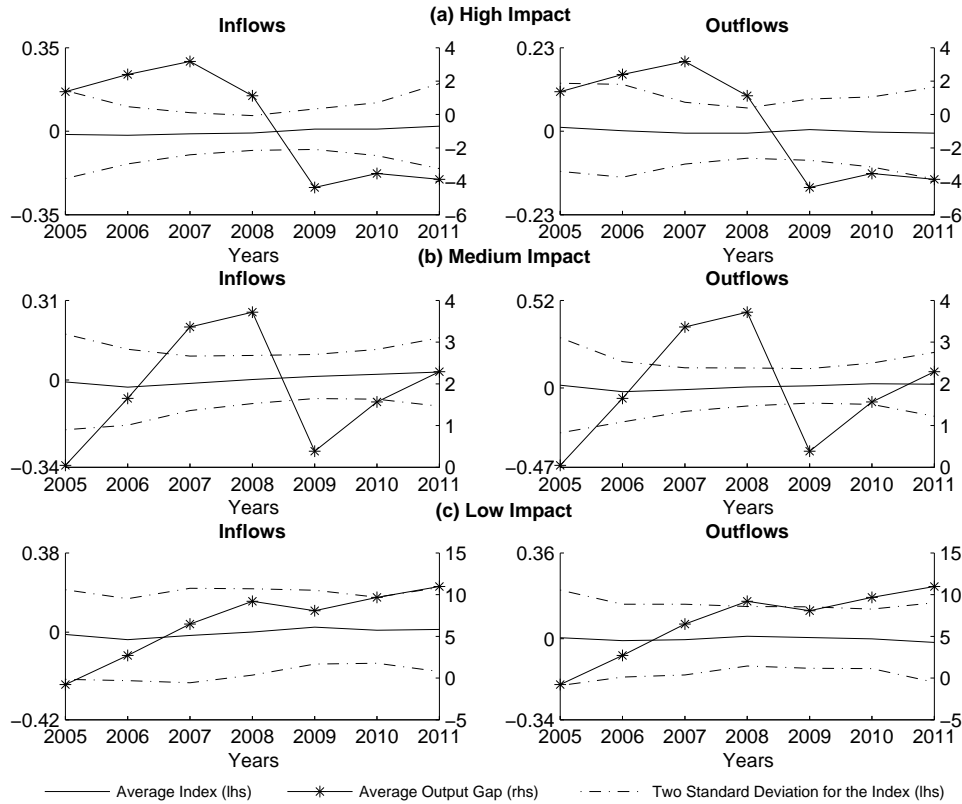 (a) High Impact
Inflows
Outflows
0.35
0
−0.35
4
2
0
−2
−4
−6
2005 2006 2007 2008 2009 2010 2011
Years
0.23
0
−0.23
4
2
0
−2
−4
−6
2005 2006 2007 2008 2009 2010 2011
Years
(b) Medium Impact
Inflows
Outflows
0.31
0
−0.34
4
3
2
1
0
2005 2006 2007 2008 2009 2010 2011
Years
0.52
0
−0.47
4
3
2
1
0
2005 2006 2007 2008 2009 2010 2011
Years
(c) Low Impact
Inflows
Outflows
0.38
0
−0.42
15
10
5
0
−5
2005 2006 2007 2008 2009 2010 2011
Years
0.36
0
−0.34
15
10
5
0
−5
2005 2006 2007 2008 2009 2010 2011
Years
Average Index (lhs)
Average Output Gap (rhs)
Two Standard Deviation for the Index (lhs)